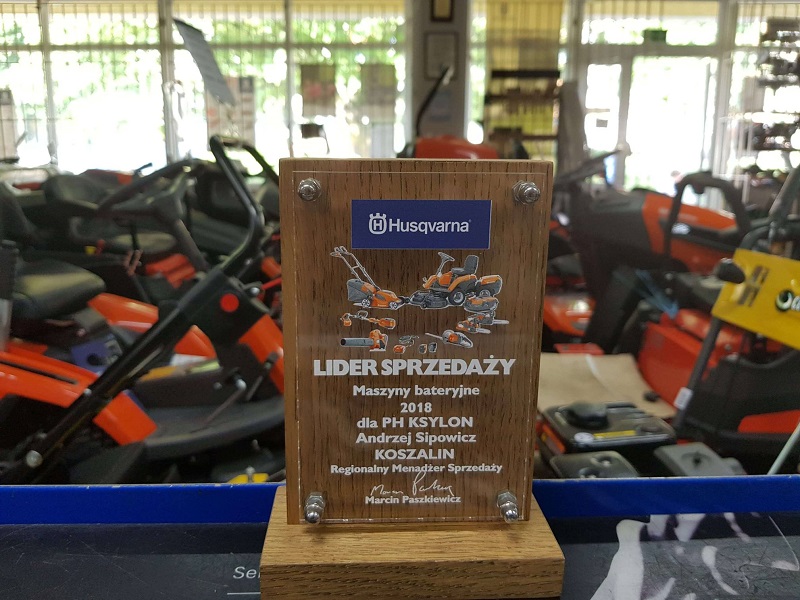 Husqvarna
LIDER SPRZEDAŻY
Maszyny bateryjne
2018
dla PH KSYLON
Andrzej Sipowicz
KOSZALIN
Regionalny Menadżer Sprzedaży
Marcin Paszkiewicz